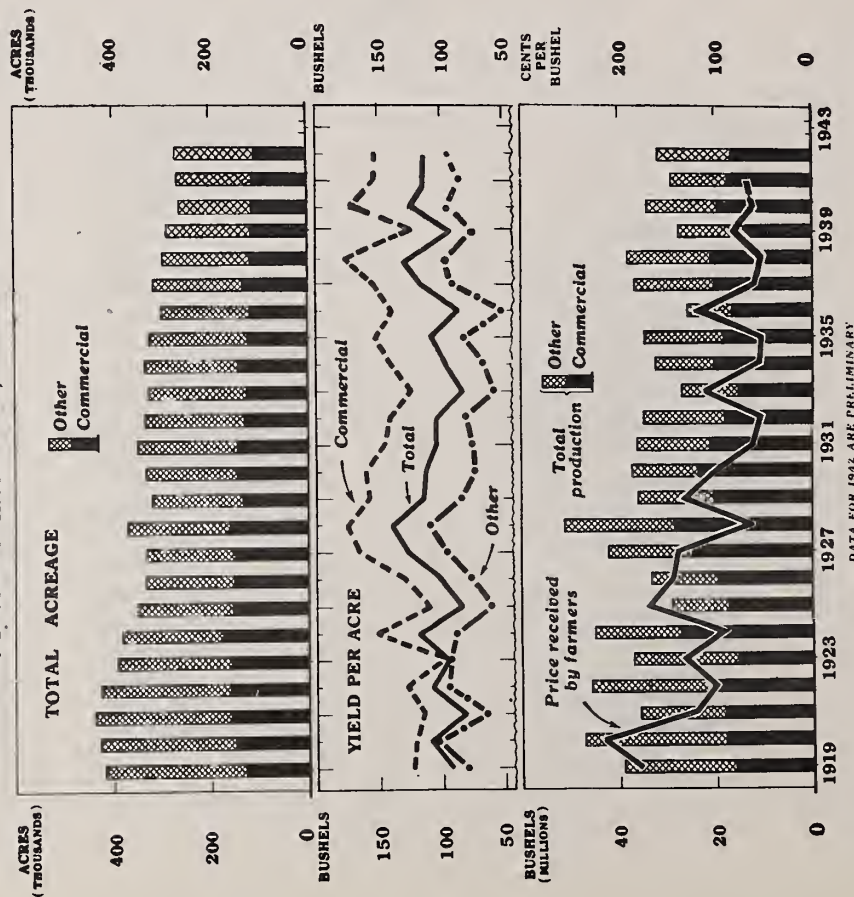 ACRES
(THOUSANDS)
400
200
0
TOTAL ACREAGE
Other
Commercial
ACRES
(THOUSANDS)
400
200
0
BUSHELS
150
100
50
YIELD PER ACRE
Commercial
Total
Other
BUSHELS
150
100
50
BUSHELS
(MILLIONS)
60
40
20
0
Price received
by farmers
Total
production
Other
Commercial
CENTS
PER
BUSHEL
200
100
0
1919
1923
1927
1931
1935
1939
1943
DATA FOR 1942 ARE PRELIMINARY